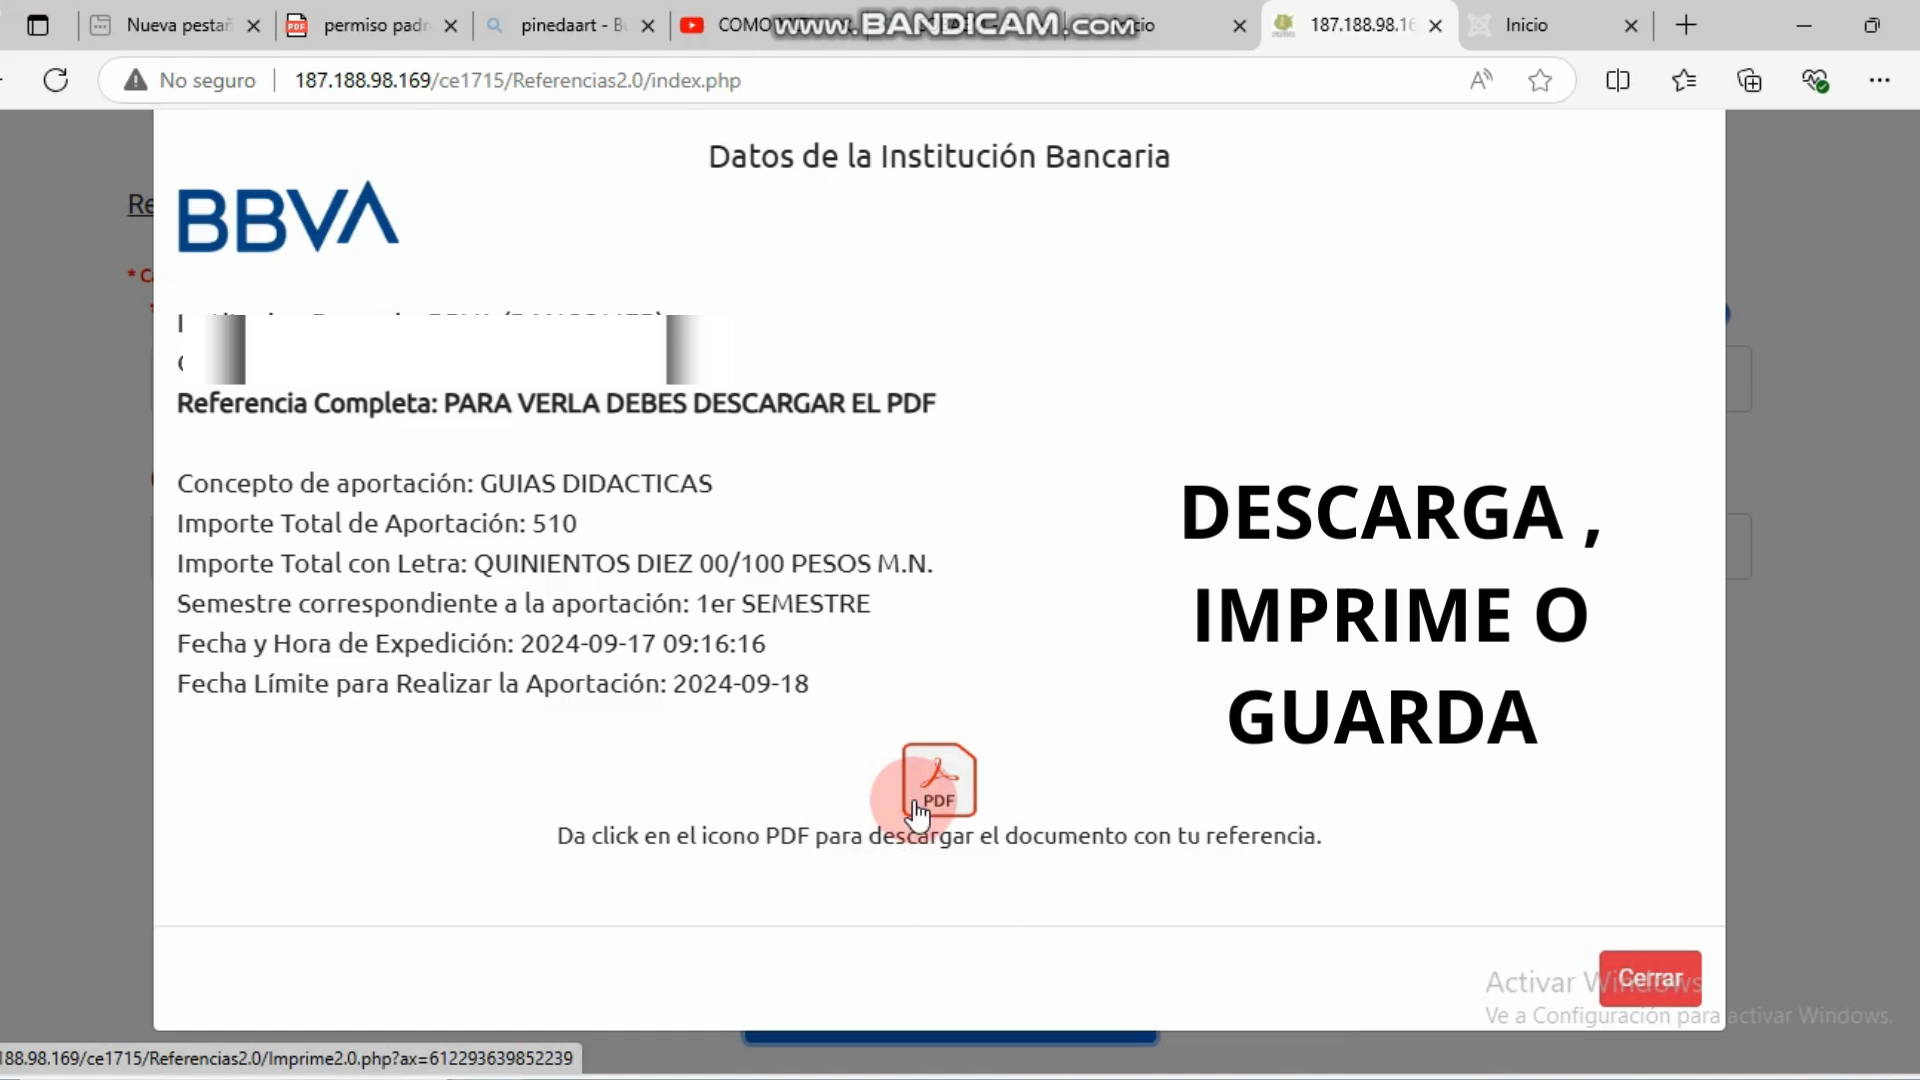 Nueva pestañ
permiso padr
pinedaart - B
COMO
www.BANDICAM.com
cio
187.188.98.16
Inicio
No seguro
187.188.98.169/ce1715/Referencias2.0/index.php
Datos de la Institución Bancaria
Re
BBVA
* Ca
Referencia Completa: PARA VERLA DEBES DESCARGAR EL PDF
Concepto de aportación: GUIAS DIDACTICAS
Importe Total de Aportación: 510
Importe Total con Letra: QUINIENTOS DIEZ 00/100 PESOS M.N.
Semestre correspondiente a la aportación: 1er SEMESTRE
Fecha y Hora de Expedición: 2024-09-17 09:16:16
Fecha Límite para Realizar la Aportación: 2024-09-18
DESCARGA ,
IMPRIME O
GUARDA
PDF
Da click en el icono PDF para descargar el documento con tu referencia.
Cerrar
Activar Windows
Ve a Configuración para activar Windows.
188.98.169/ce1715/Referencias2.0/Imprime2.0.php?ax=612293639852239